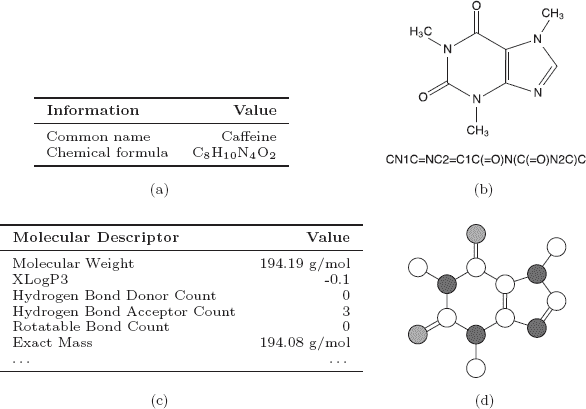 Information Value
Common name Caffeine
Chemical formula C₈H₁₀N₄O₂
(a)
O
CH₃
H₃C
N
N
O
N
N
CH₃
CN1C=NC2=C1C(=O)N(C(=O)N2C)C
(b)
Molecular Descriptor Value
Molecular Weight 194.19 g/mol
XLogP3 -0.1
Hydrogen Bond Donor Count 0
Hydrogen Bond Acceptor Count 3
Rotatable Bond Count 0
Exact Mass 194.08 g/mol
... ...
(c)
(d)